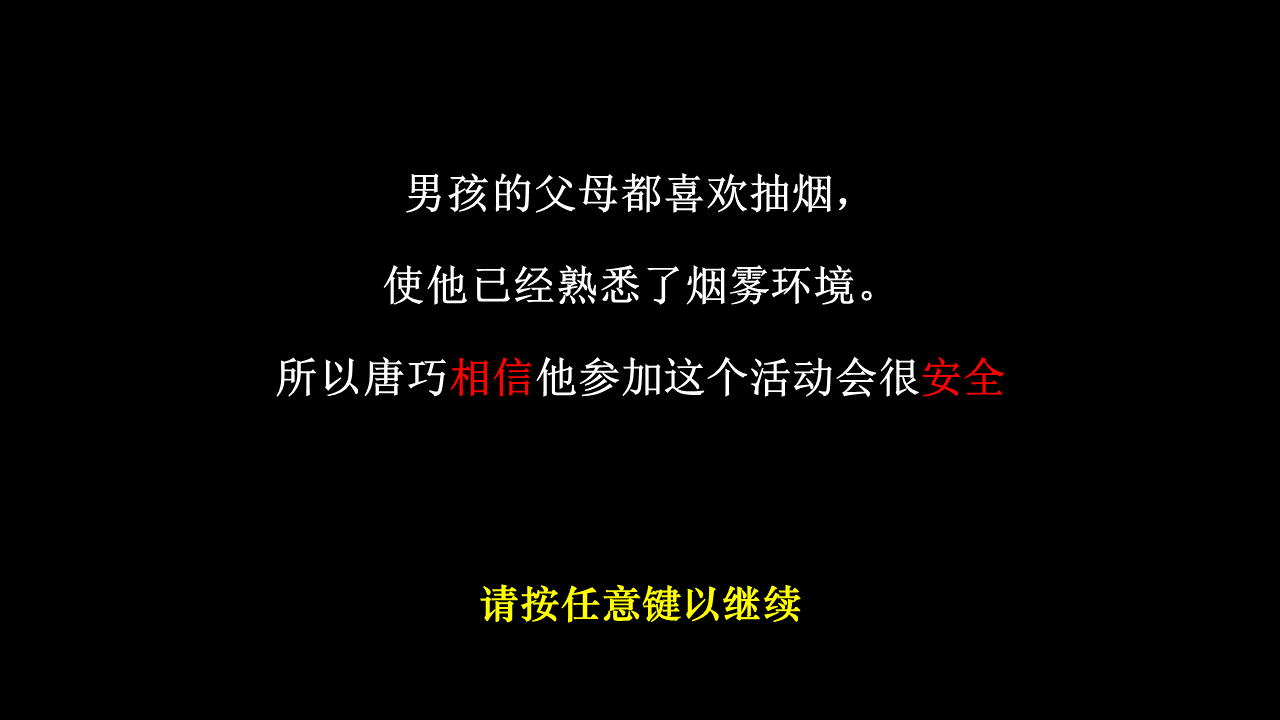 男孩的父母都喜欢抽烟，
使他已经熟悉了烟雾环境。
所以唐巧相信他参加这个活动会很安全
请按任意键以继续